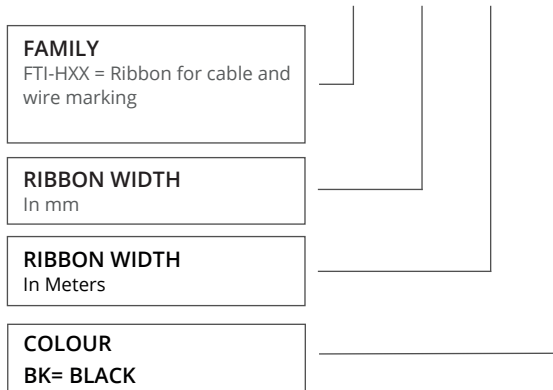 FAMILY
FTI-HXX = Ribbon for cable and
wire marking
RIBBON WIDTH
In mm
RIBBON WIDTH
In Meters
COLOUR
BK= BLACK